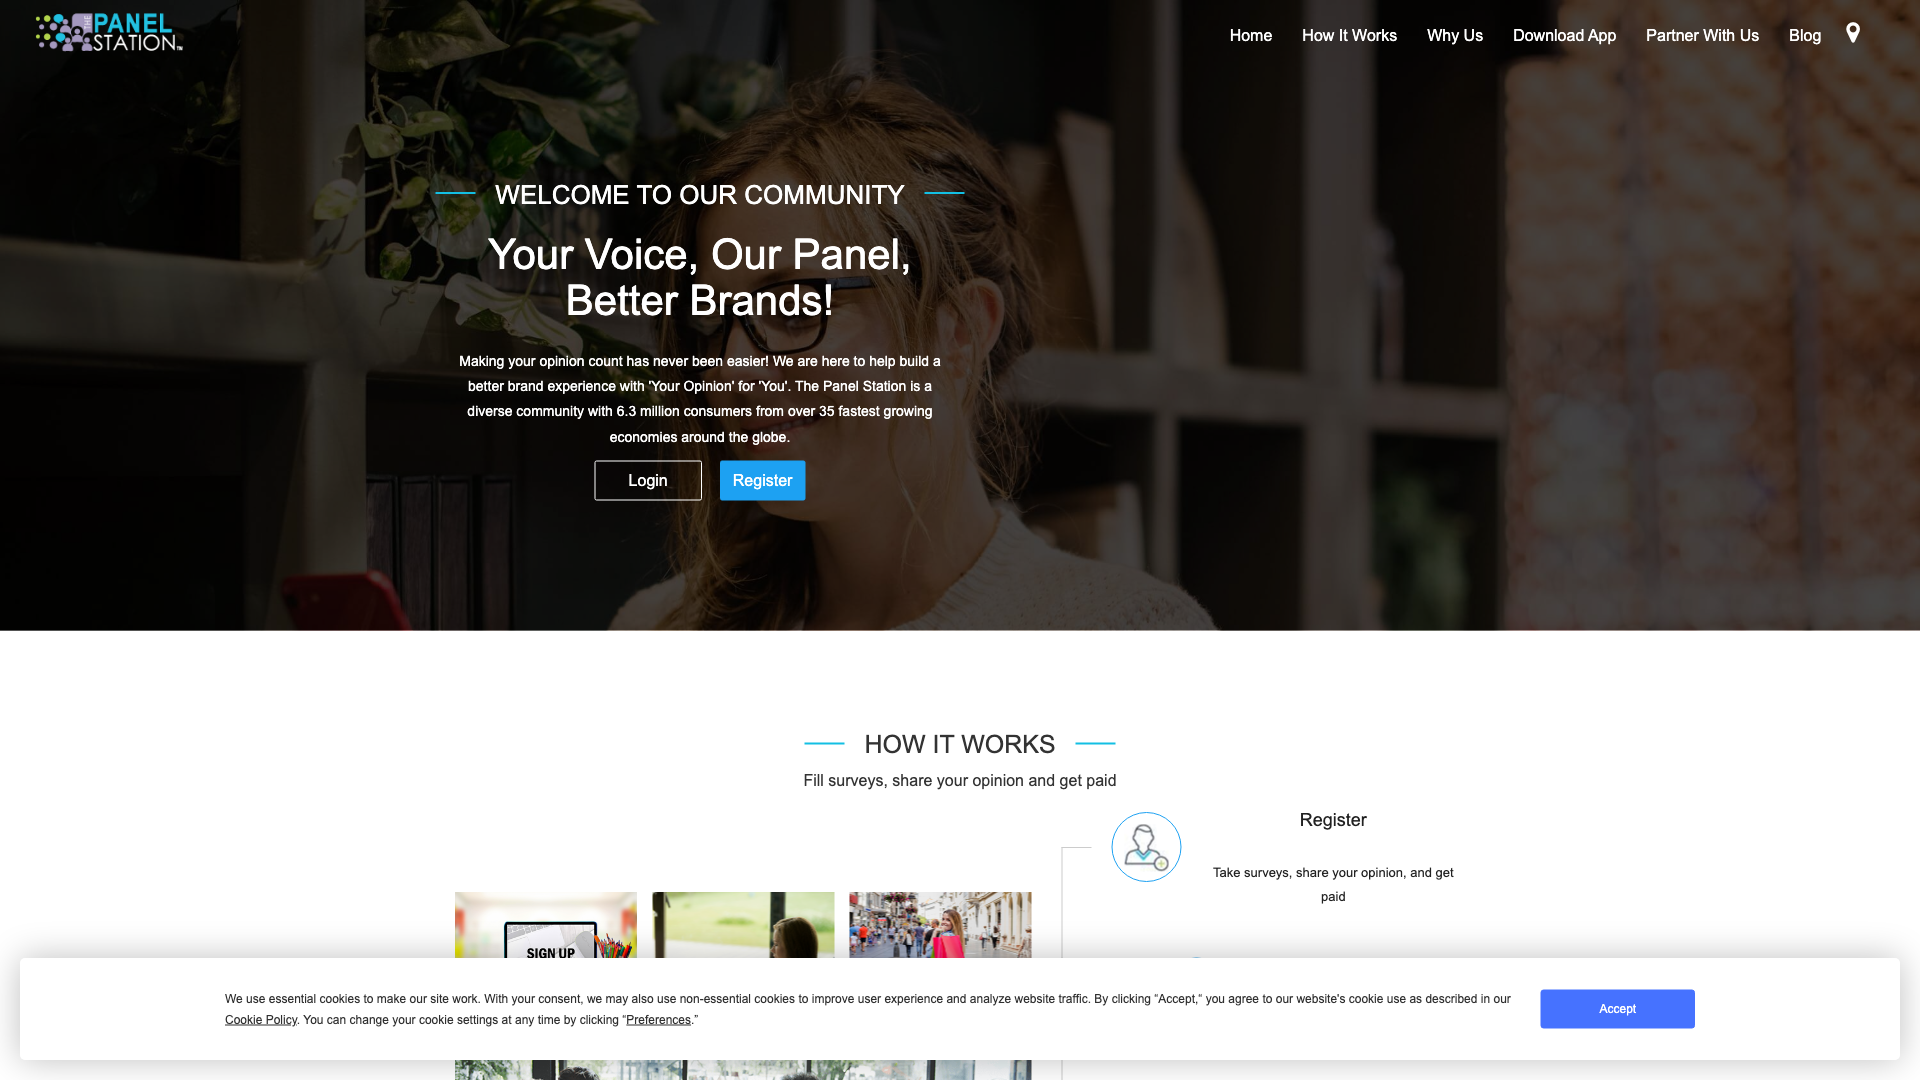 THE PANEL
STATION™
Home How It Works Why Us Download App Partner With Us Blog
WELCOME TO OUR COMMUNITY
Your Voice, Our Panel,
Better Brands!
Making your opinion count has never been easier! We are here to help build a
better brand experience with 'Your Opinion' for 'You'. The Panel Station is a
diverse community with 6.3 million consumers from over 35 fastest growing
economies around the globe.
Login Register
HOW IT WORKS
Fill surveys, share your opinion and get paid
Register
Take surveys, share your opinion, and get
paid
SIGN UP
We use essential cookies to make our site work. With your consent, we may also use non-essential cookies to improve user experience and analyze website traffic. By clicking “Accept,“ you agree to our website's cookie use as described in our
Cookie Policy. You can change your cookie settings at any time by clicking “Preferences.”
Accept